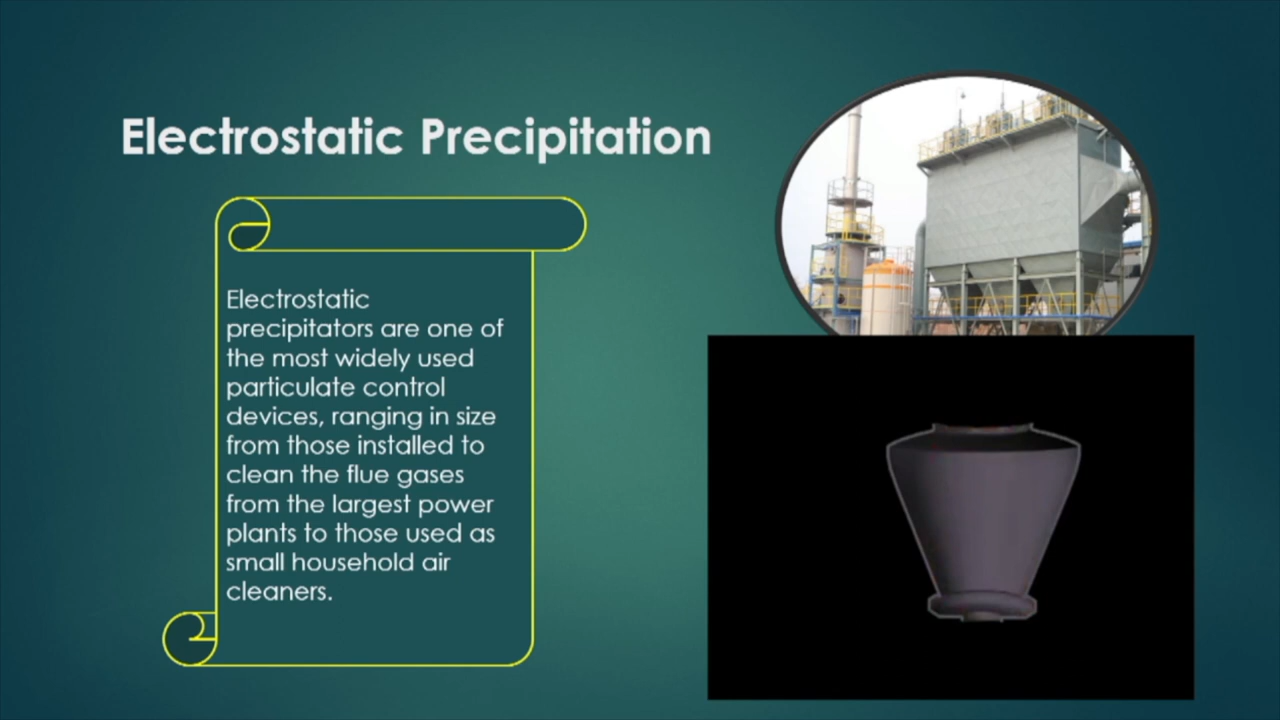 Electrostatic Precipitation
Electrostatic
precipitators are one of
the most widely used
particulate control
devices, ranging in size
from those installed to
clean the flue gases
from the largest power
plants to those used as
small household air
cleaners.